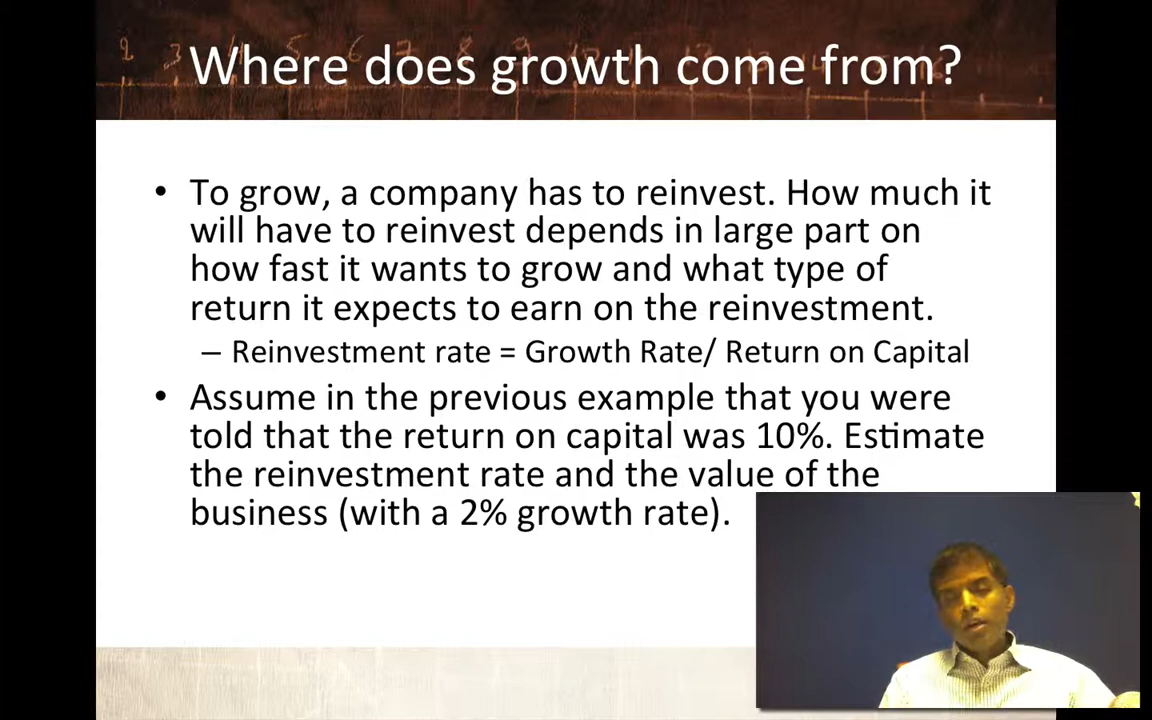 Where does growth come from?
• To grow, a company has to reinvest. How much it
will have to reinvest depends in large part on
how fast it wants to grow and what type of
return it expects to earn on the reinvestment.
– Reinvestment rate = Growth Rate/ Return on Capital
• Assume in the previous example that you were
told that the return on capital was 10%. Estimate
the reinvestment rate and the value of the
business (with a 2% growth rate).